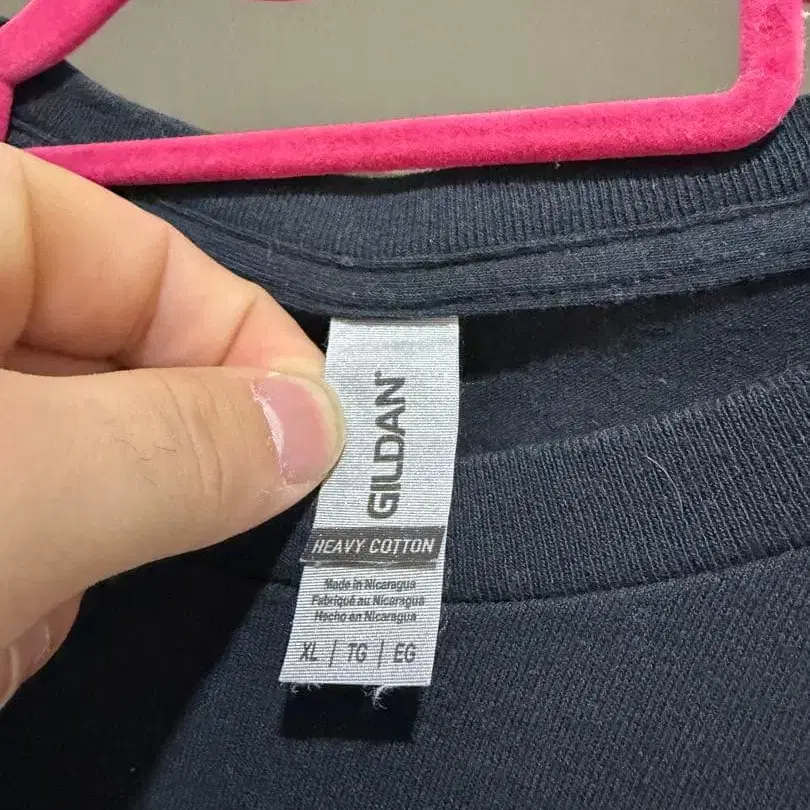 GILDAN
HEAVY COTTON
Made in Nicaragua
Fabriqué au Nicaragua
Hecho en Nicaragua
XL | TG | EG